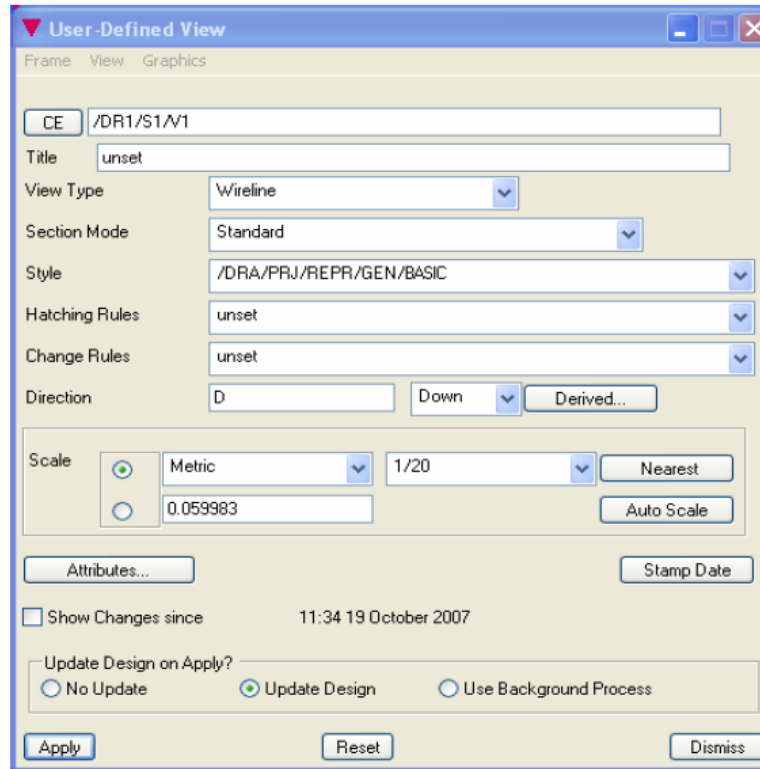 User-Defined View
Frame View Graphics
CE /DR1/S1/V1
Title unset
View Type Wireline
Section Mode Standard
Style /DRA/PRJ/REPR/GEN/BASIC
Hatching Rules unset
Change Rules unset
Direction D Down Derived...
Scale Metric 1/20 Nearest
0.059983 Auto Scale
Attributes... Stamp Date
Show Changes since 11:34 19 October 2007
Update Design on Apply?
No Update Update Design Use Background Process
Apply Reset Dismiss